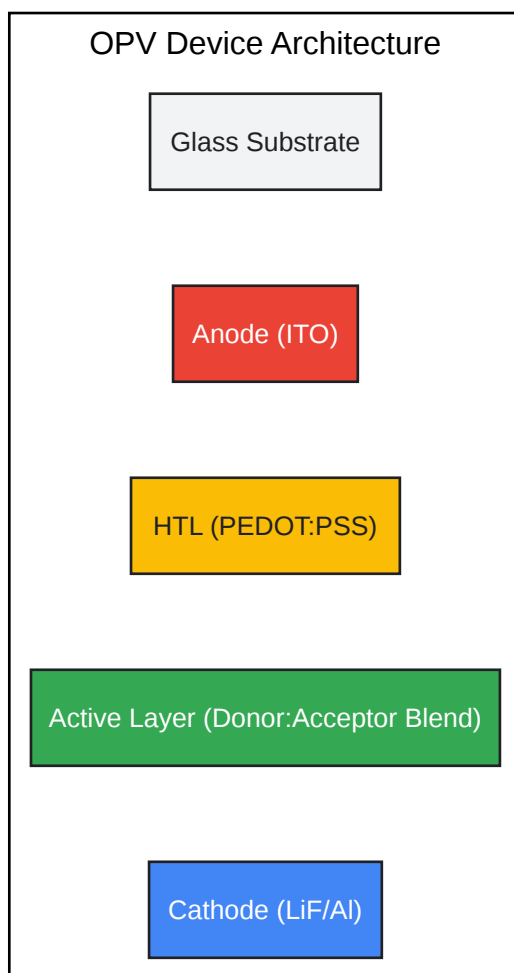 OPV Device Architecture
Glass Substrate
Anode (ITO)
HTL (PEDOT:PSS)
Active Layer (Donor:Acceptor Blend)
Cathode (LiF/Al)